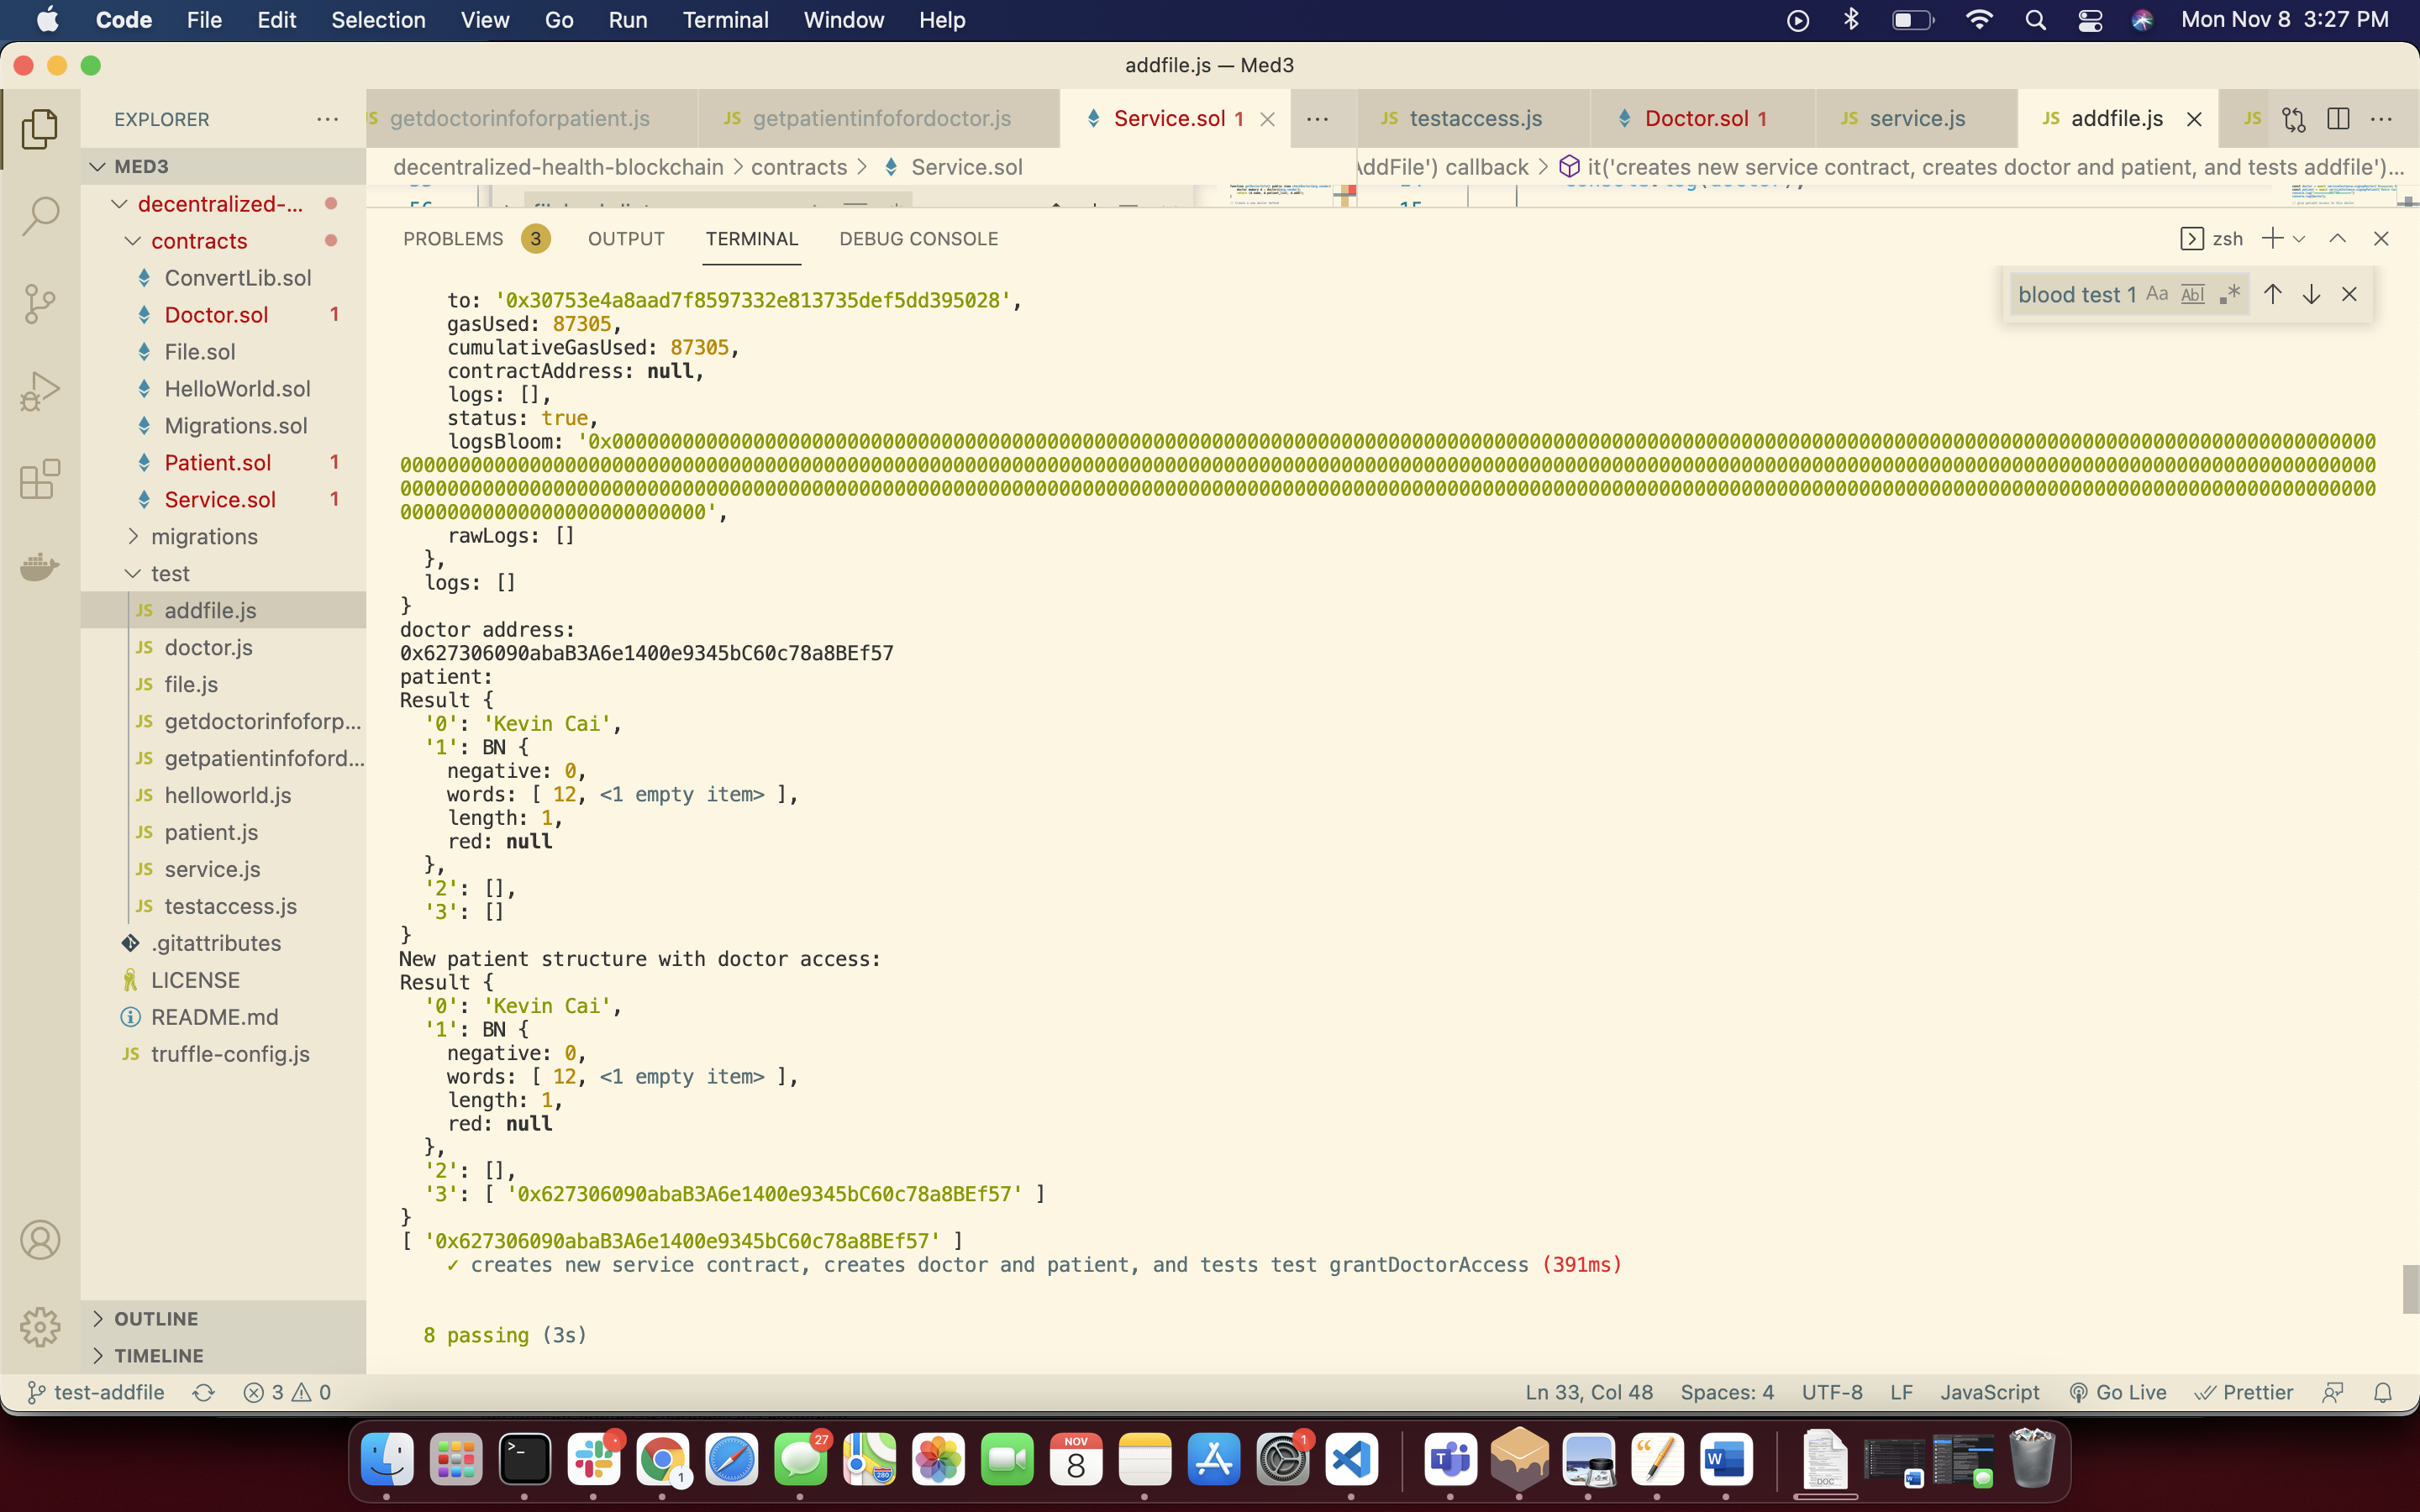 Code File Edit Selection View Go Run Terminal Window Help Mon Nov 8 3:27 PM
addfile.js — Med3
EXPLORER
getdoctorinfoforpatient.js getpatientinfofordoctor.js Service.sol 1 testaccess.js Doctor.sol 1 service.js addfile.js
decentralized-health-blockchain > contracts > Service.sol
AddFile') callback > it('creates new service contract, creates doctor and patient, and tests addfile')...
MED3
decentralized-...
contracts
ConvertLib.sol
Doctor.sol 1
File.sol
HelloWorld.sol
Migrations.sol
Patient.sol 1
Service.sol 1
migrations
test
addfile.js
doctor.js
file.js
getdoctorinfoforp...
getpatientinfoford...
helloworld.js
patient.js
service.js
testaccess.js
.gitattributes
LICENSE
README.md
truffle-config.js
OUTLINE
TIMELINE
PROBLEMS 3 OUTPUT TERMINAL DEBUG CONSOLE zsh
blood test 1 Aa Abl .*
to: '0x30753e4a8aad7f8597332e813735def5dd395028',
gasUsed: 87305,
cumulativeGasUsed: 87305,
contractAddress: null,
logs: [],
status: true,
rawLogs: []
},
logs: []
}
doctor address:
0x627306090abaB3A6e1400e9345bC60c78a8BEf57
patient:
Result {
'0': 'Kevin Cai',
'1': BN {
negative: 0,
words: [ 12, <1 empty item> ],
length: 1,
red: null
},
'2': [],
'3': []
}
New patient structure with doctor access:
Result {
'0': 'Kevin Cai',
'1': BN {
negative: 0,
words: [ 12, <1 empty item> ],
length: 1,
red: null
},
'2': [],
'3': [ '0x627306090abaB3A6e1400e9345bC60c78a8BEf57' ]
}
[ '0x627306090abaB3A6e1400e9345bC60c78a8BEf57' ]
✓ creates new service contract, creates doctor and patient, and tests test grantDoctorAccess (391ms)
8 passing (3s)
test-addfile 3 0 Ln 33, Col 48 Spaces: 4 UTF-8 LF JavaScript Go Live Prettier
27 NOV 8 1 1